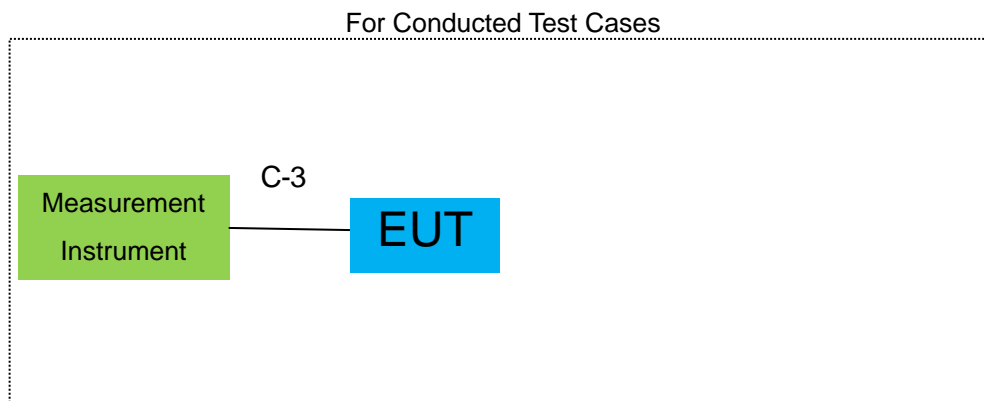 For Conducted Test Cases
C-3
Measurement
Instrument
EUT